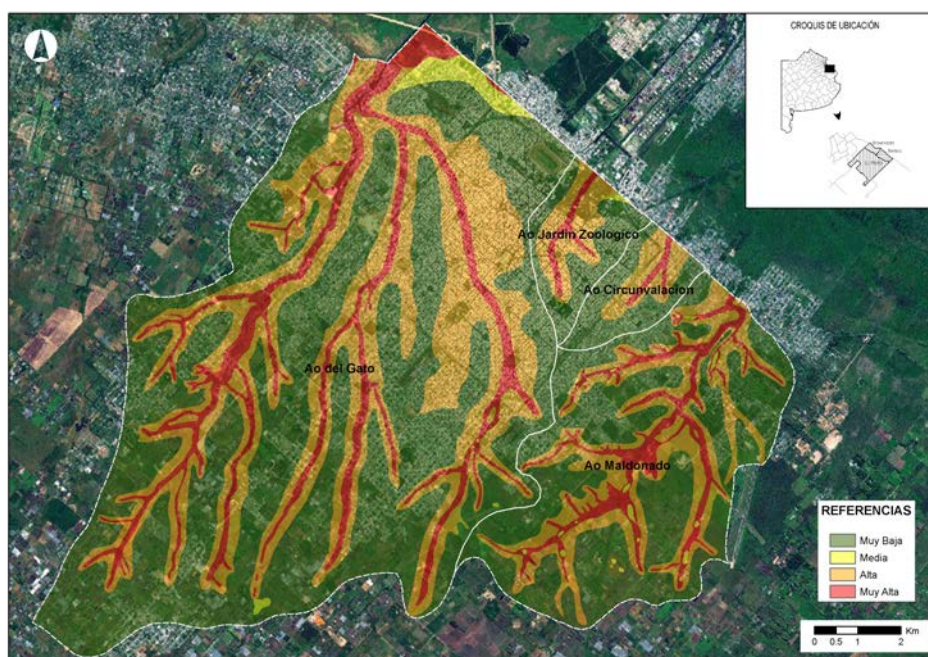 CROQUIS DE UBICACIÓN
Ao Jardin Zoologico
Ao Circunvalacion
Ao del Gato
Ao Maldonado
REFERENCIAS
Muy Baja
Media
Alta
Muy Alta
Km
0 0.5 1 2